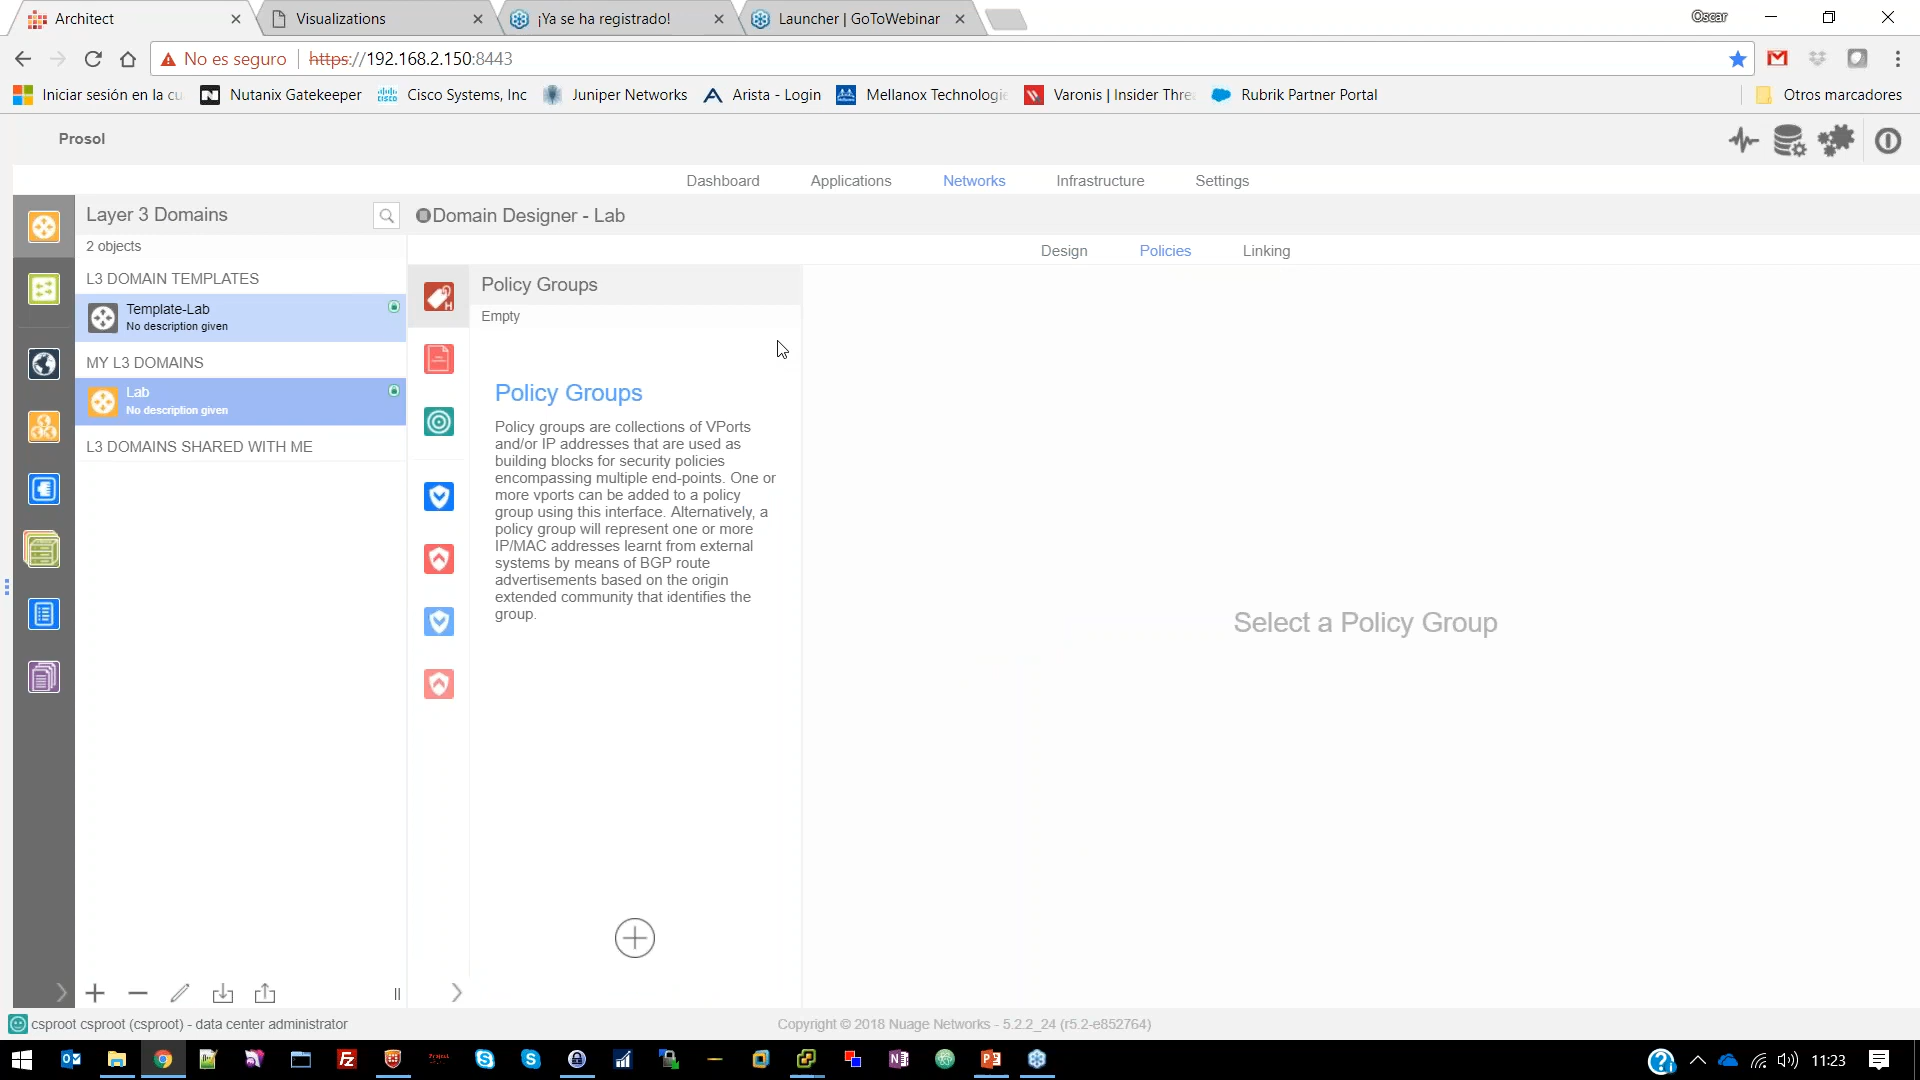 Architect
Visualizations
¡Ya se ha registrado!
Launcher | GoToWebinar
Oscar
No es seguro
https://192.168.2.150:8443
Iniciar sesión en la cu
Nutanix Gatekeeper
Cisco Systems, Inc
Juniper Networks
Arista - Login
Mellanox Technologie
Varonis | Insider Thre
Rubrik Partner Portal
Otros marcadores
Prosol
Dashboard
Applications
Networks
Infrastructure
Settings
Layer 3 Domains
2 objects
L3 DOMAIN TEMPLATES
Template-Lab
No description given
MY L3 DOMAINS
Lab
No description given
L3 DOMAINS SHARED WITH ME
Domain Designer - Lab
Design
Policies
Linking
Policy Groups
Empty
Policy Groups
Policy groups are collections of VPorts
and/or IP addresses that are used as
building blocks for security policies
encompassing multiple end-points. One or
more vports can be added to a policy
group using this interface. Alternatively, a
policy group will represent one or more
IP/MAC addresses learnt from external
systems by means of BGP route
advertisements based on the origin
extended community that identifies the
group.
Select a Policy Group
csproot csproot (csproot) - data center administrator
Copyright © 2018 Nuage Networks - 5.2.2_24 (r5.2-e852764)
11:23